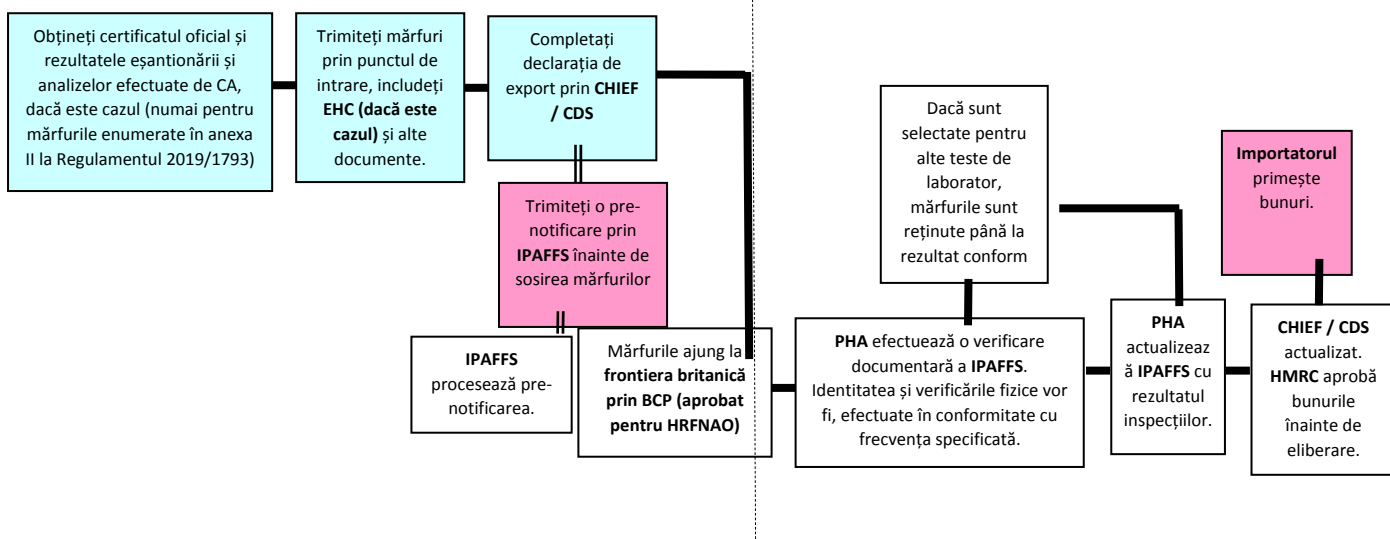 Obțineți certificatul oficial și
rezultatele eșantionării și
analizelor efectuate de CA,
dacă este cazul (numai pentru
mărfurile enumerate în anexa
II la Regulamentul 2019/1793)
Trimiteți mărfuri
prin punctul de
intrare, includeți
EHC (dacă este
cazul) și alte
documente.
Completați
declarația de
export prin CHIEF
/ CDS
Trimiteți o pre-
notificare prin
IPAFFS înainte de
sosirea mărfurilor
IPAFFS
procesează pre-
notificarea.
Mărfurile ajung la
frontiera britanică
prin BCP (aprobat
pentru HRFNAO)
PHA efectuează o verificare
documentară a IPAFFS.
Identitatea și verificările fizice vor
fi, efectuate în conformitate cu
frecvența specificată.
Dacă sunt
selectate pentru
alte teste de
laborator,
mărfurile sunt
reținute până la
rezultat conform
PHA
actualizeaz
ă IPAFFS cu
rezultatul
inspecțiilor.
CHIEF / CDS
actualizat.
HMRC aprobă
bunurile
înainte de
eliberare.
Importatorul
primește
bunuri.